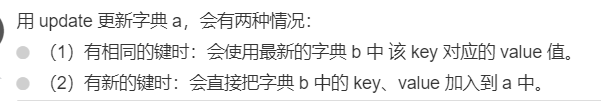 用 update 更新字典 a，会有两种情况：
（1）有相同的键时：会使用最新的字典 b 中 该 key 对应的 value 值。
（2）有新的键时：会直接把字典 b 中的 key、value 加入到 a 中。